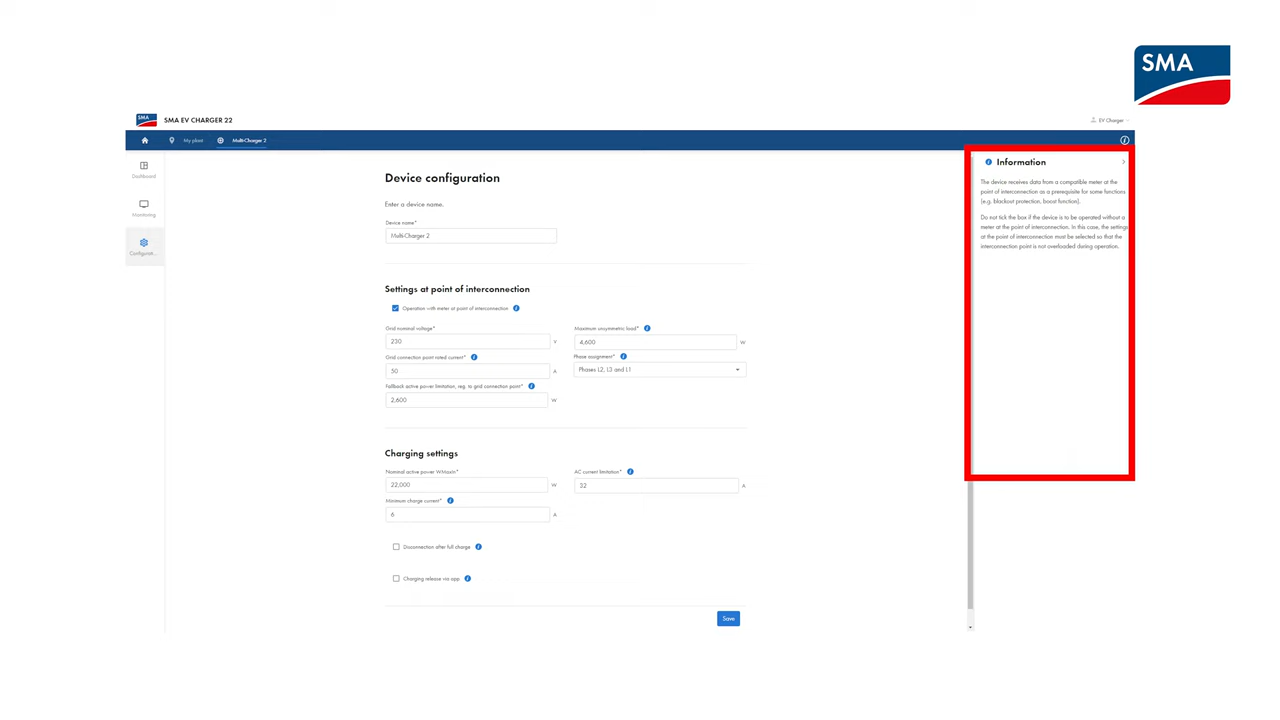 SMA
SMA
SMA EV CHARGER 22
EV Charger
My plant
Multi-Charger 2
Dashboard
Monitoring
Configurati...
Device configuration
Enter a device name.
Device name*
Multi-Charger 2
Settings at point of interconnection
Operation with meter at point of interconnection
Grid nominal voltage*
230
V
Maximum unsymmetric load*
4,600
W
Grid connection point rated current*
50
A
Phase assignment*
Phases L2, L3 and L1
Fallback active power limitation, reg. to grid connection point*
2,600
W
Charging settings
Nominal active power WMaxIn*
22,000
W
AC current limitation*
32
A
Minimum charge current*
6
A
Disconnection after full charge
Charging release via app
Save
Information
The device receives data from a compatible meter at the
point of interconnection as a prerequisite for some functions
(e.g. blackout protection, boost function).
Do not tick the box if the device is to be operated without a
meter at the point of interconnection. In this case, the settings
at the point of interconnection must be selected so that the
interconnection point is not overloaded during operation.